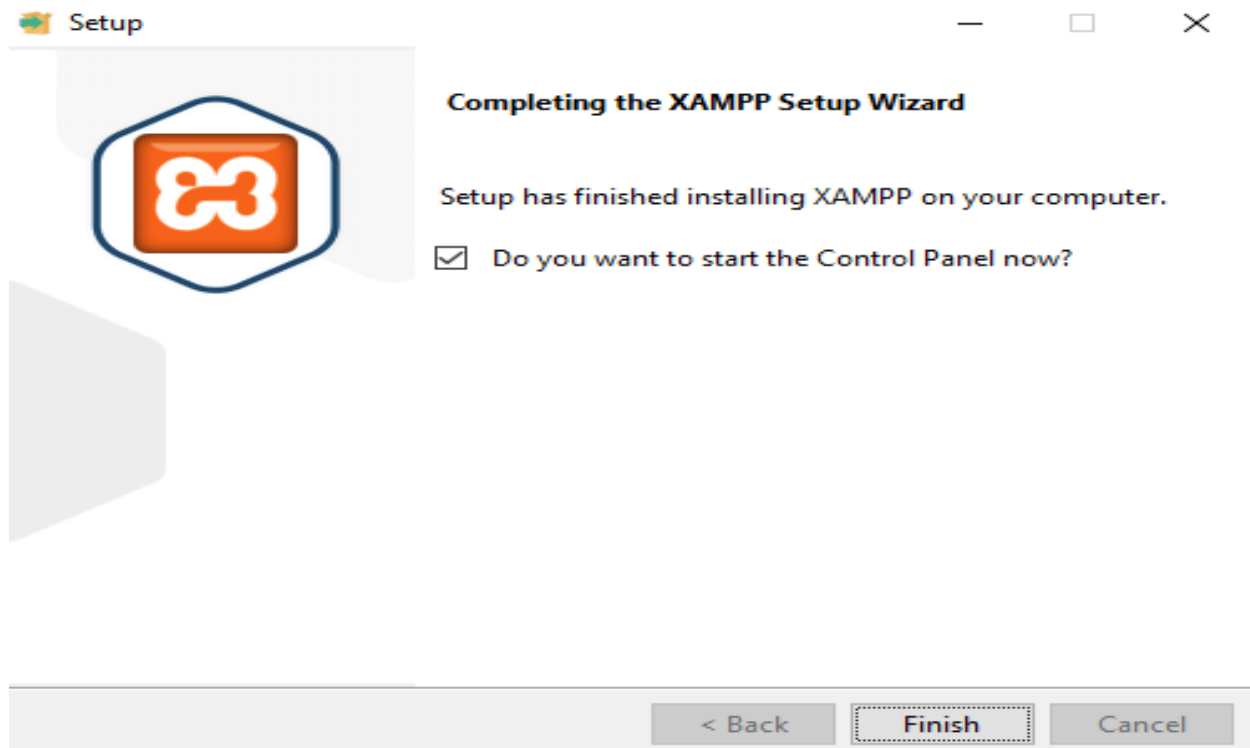 Setup
Completing the XAMPP Setup Wizard
Setup has finished installing XAMPP on your computer.
Do you want to start the Control Panel now?
< Back
Finish
Cancel